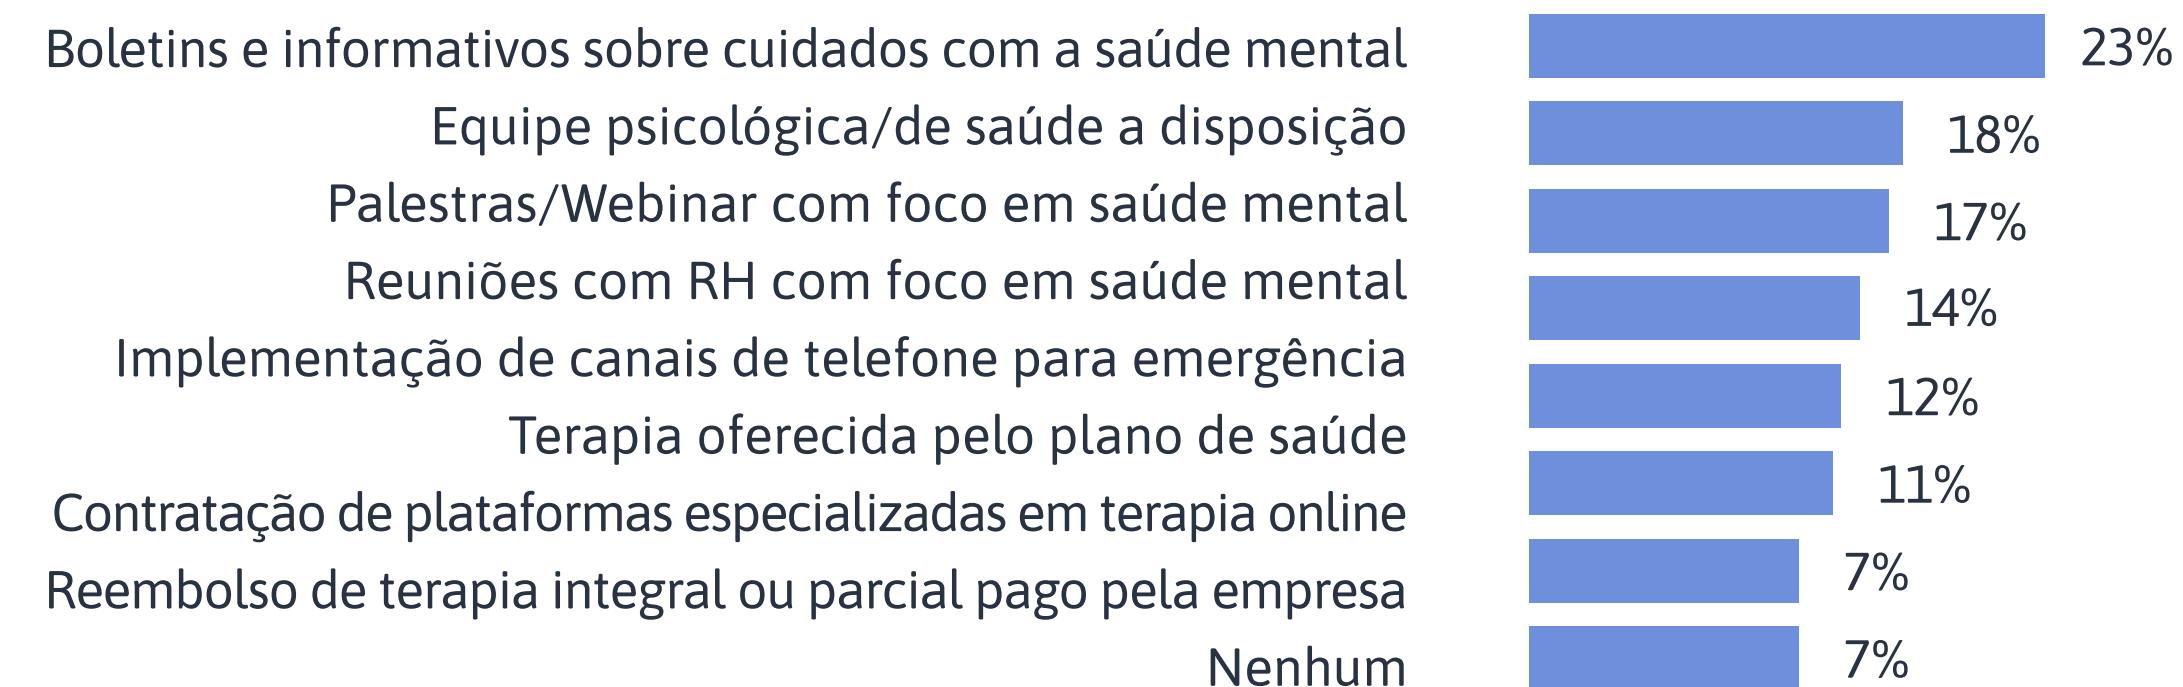 Boletins e informativos sobre cuidados com a saúde mental 23%
Equipe psicológica/de saúde a disposição 18%
Palestras/Webinar com foco em saúde mental 17%
Reuniões com RH com foco em saúde mental 14%
Implementação de canais de telefone para emergência 12%
Terapia oferecida pelo plano de saúde 11%
Contratação de plataformas especializadas em terapia online 7%
Reembolso de terapia integral ou parcial pago pela empresa 7%
Nenhum